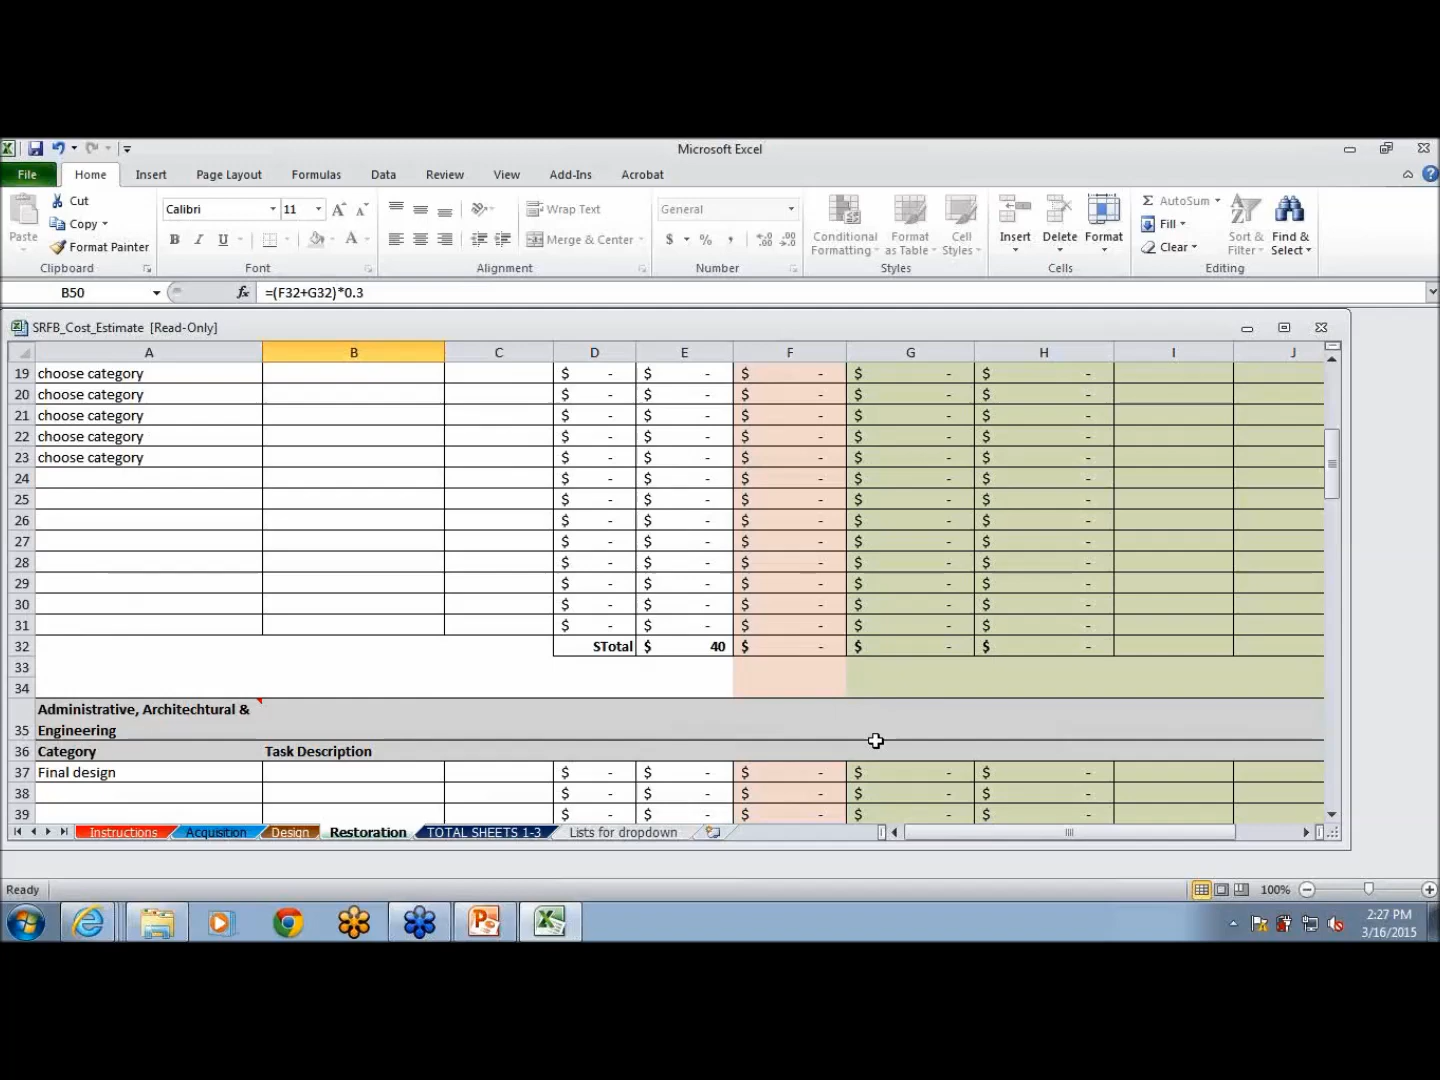 Microsoft Excel
File Home Insert Page Layout Formulas Data Review View Add-Ins Acrobat
Paste Cut Copy Format Painter Clipboard
Calibri 11 B I U A Font
Wrap Text Merge & Center Alignment
General $ % , Number
Conditional Formatting Format as Table Cell Styles Styles
Insert Delete Format Cells
Σ AutoSum Fill Clear Sort & Filter Find & Select Editing
B50 fx =(F32+G32)*0.3
SRFB_Cost_Estimate [Read-Only]
A B C D E F G H I J
19 choose category $ - $ - $ - $ - $ -
20 choose category $ - $ - $ - $ - $ -
21 choose category $ - $ - $ - $ - $ -
22 choose category $ - $ - $ - $ - $ -
23 choose category $ - $ - $ - $ - $ -
24 $ - $ - $ - $ - $ -
25 $ - $ - $ - $ - $ -
26 $ - $ - $ - $ - $ -
27 $ - $ - $ - $ - $ -
28 $ - $ - $ - $ - $ -
29 $ - $ - $ - $ - $ -
30 $ - $ - $ - $ - $ -
31 $ - $ - $ - $ - $ -
32 STotal $ 40 $ - $ - $ -
33
34
Administrative, Architechtural &
35 Engineering
36 Category Task Description
37 Final design $ - $ - $ - $ - $ -
38 $ - $ - $ - $ - $ -
39 $ - $ - $ - $ - $ -
Instructions Acquisition Design Restoration TOTAL SHEETS 1-3 Lists for dropdown
Ready 100%
2:27 PM
3/16/2015